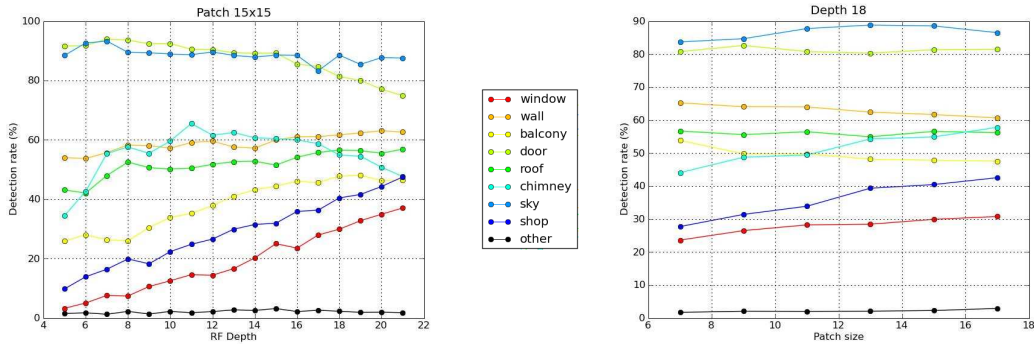 Patch 15x15
Detection rate (%)
100
80
60
40
20
0
4 6 8 10 12 14 16 18 20 22
RF Depth
window
wall
balcony
door
roof
chimney
sky
shop
other
Depth 18
Detection rate (%)
90
80
70
60
50
40
30
20
10
0
6 8 10 12 14 16 18
Patch size